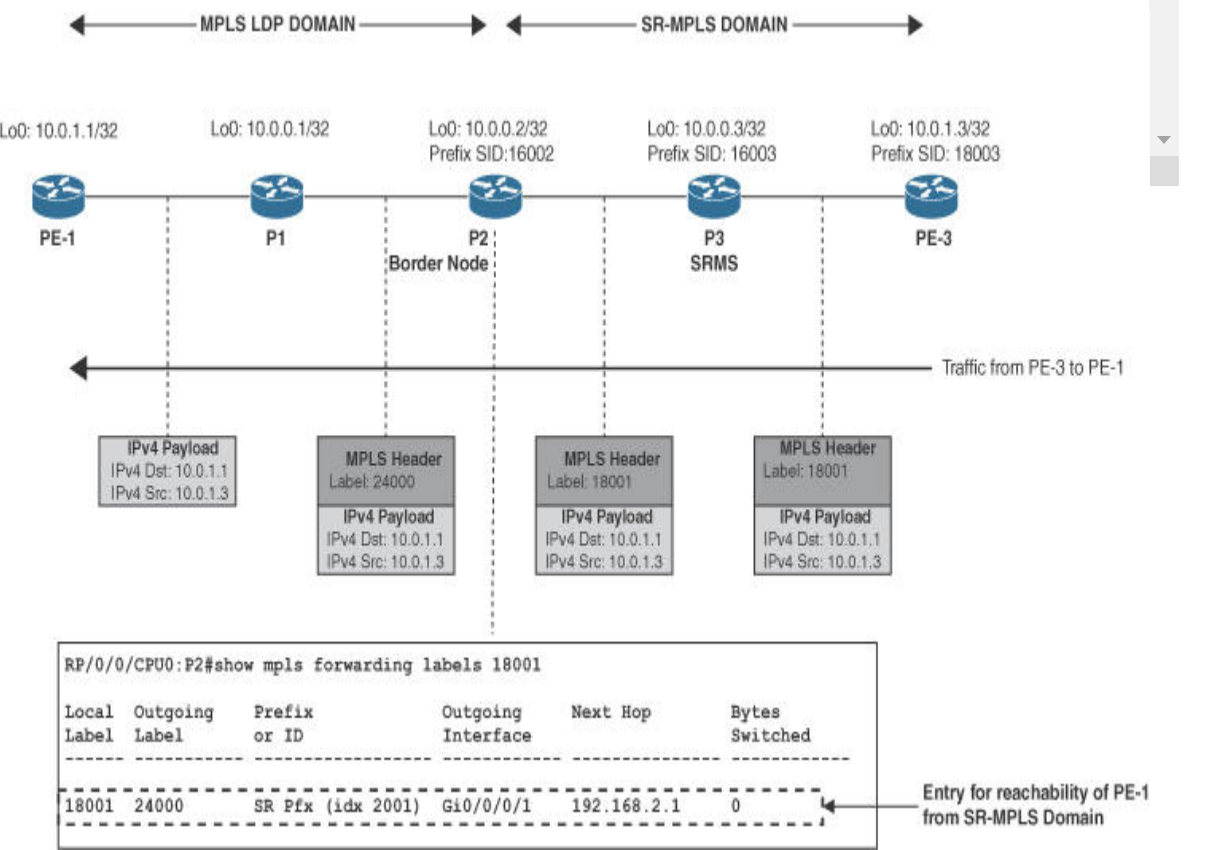 MPLS LDP DOMAIN
SR-MPLS DOMAIN
Lo0: 10.0.1.1/32
Lo0: 10.0.0.1/32
Lo0: 10.0.0.2/32
Prefix SID:16002
Lo0: 10.0.0.3/32
Prefix SID: 16003
Lo0: 10.0.1.3/32
Prefix SID: 18003
PE-1
P1
P2
Border Node
P3
SRMS
PE-3
Traffic from PE-3 to PE-1
IPv4 Payload
IPv4 Dst: 10.0.1.1
IPv4 Src: 10.0.1.3
MPLS Header
Label: 24000
IPv4 Payload
IPv4 Dst: 10.0.1.1
IPv4 Src: 10.0.1.3
MPLS Header
Label: 18001
IPv4 Payload
IPv4 Dst: 10.0.1.1
IPv4 Src: 10.0.1.3
MPLS Header
Label: 18001
IPv4 Payload
IPv4 Dst: 10.0.1.1
IPv4 Src: 10.0.1.3
RP/0/0/CPU0:P2#show mpls forwarding labels 18001
Local Outgoing Prefix Outgoing Next Hop Bytes
Label Label or ID Interface Switched
------ ----------- ------------------ ------------ --------------- ------------
18001 24000 SR Pfx (idx 2001) Gi0/0/0/1 192.168.2.1 0
Entry for reachability of PE-1
from SR-MPLS Domain